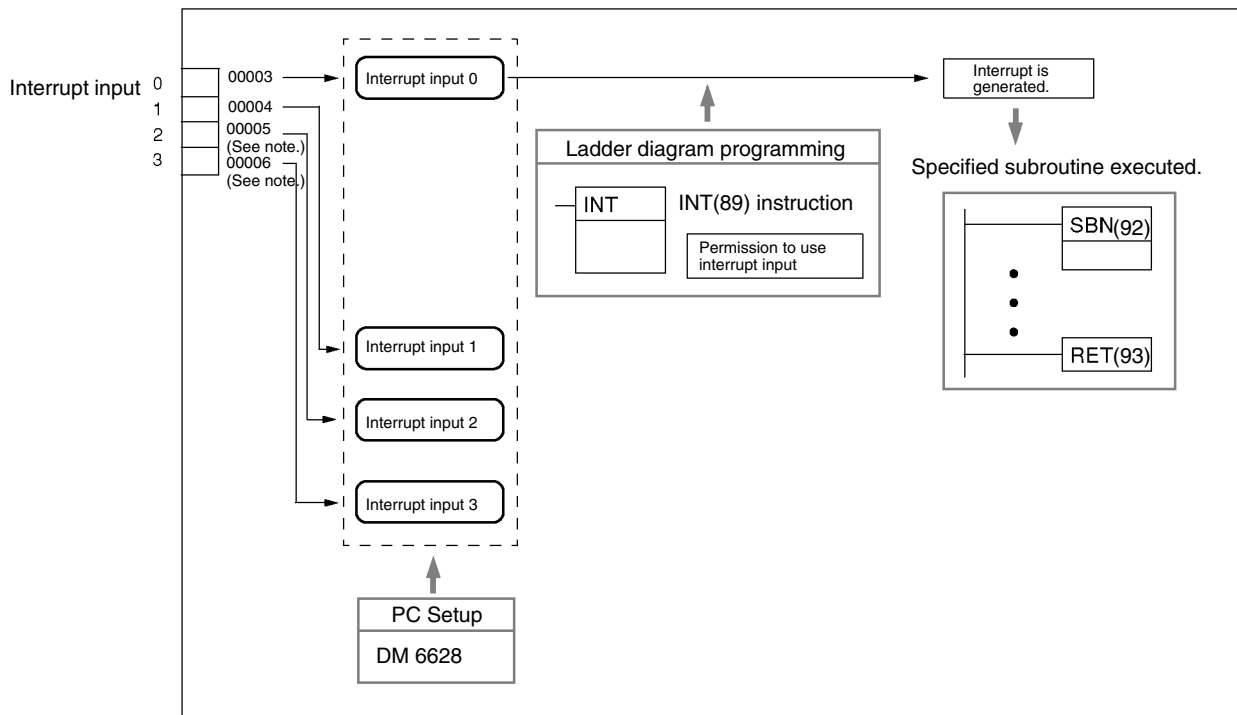 Interrupt input
0
1
2
3
00003
00004
00005
(See note.)
00006
(See note.)
Interrupt input 0
Interrupt input 1
Interrupt input 2
Interrupt input 3
PC Setup
DM 6628
Ladder diagram programming
INT
INT(89) instruction
Permission to use
interrupt input
Interrupt is
generated.
Specified subroutine executed.
SBN(92)
RET(93)